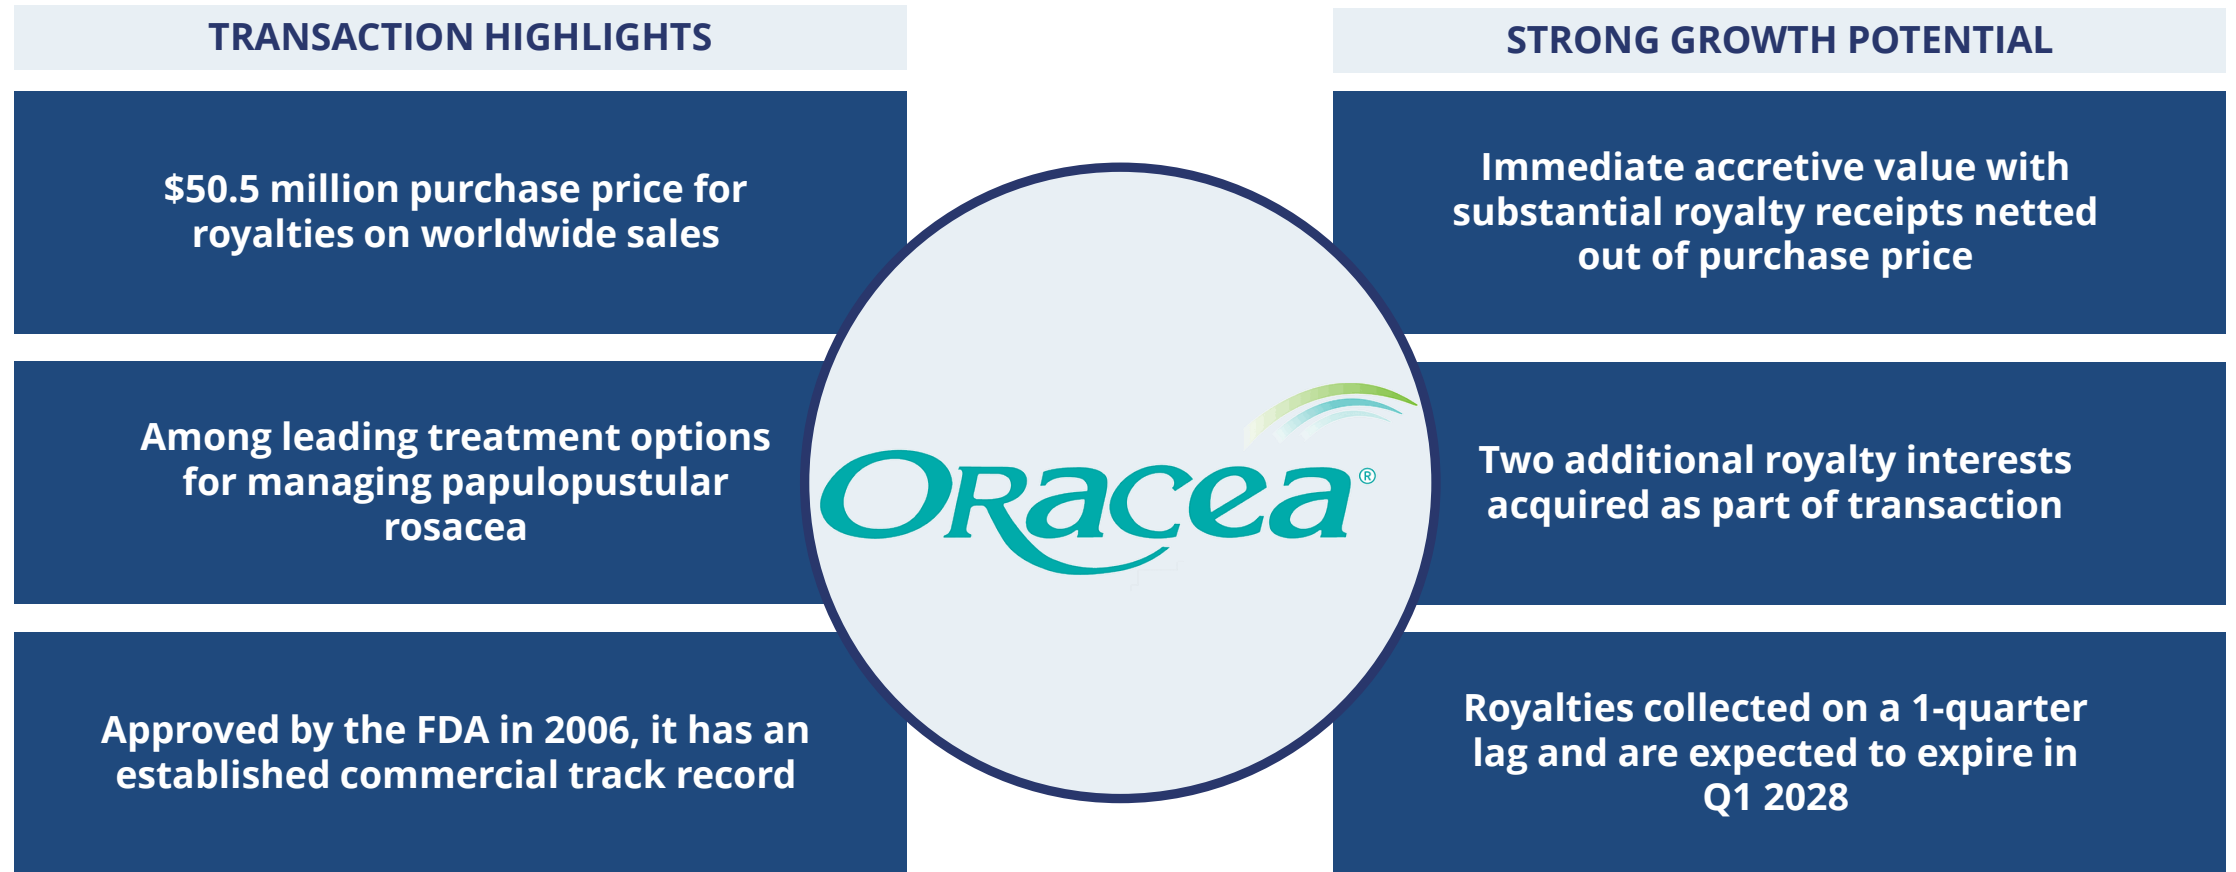 TRANSACTION HIGHLIGHTS
$50.5 million purchase price for
royalties on worldwide sales
Among leading treatment options
for managing papulopustular
rosacea
Approved by the FDA in 2006, it has an
established commercial track record
ORacea®
STRONG GROWTH POTENTIAL
Immediate accretive value with
substantial royalty receipts netted
out of purchase price
Two additional royalty interests
acquired as part of transaction
Royalties collected on a 1-quarter
lag and are expected to expire in
Q1 2028